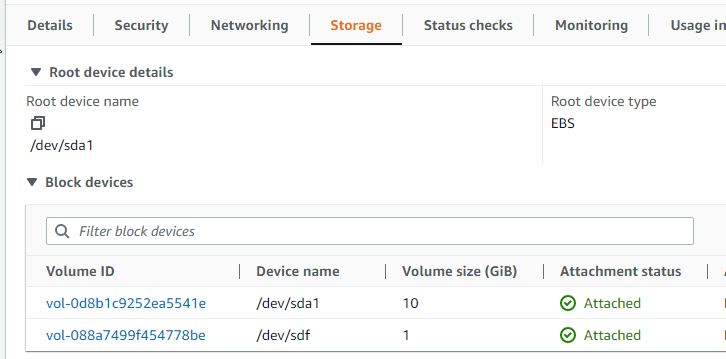 Details Security Networking Storage Status checks Monitoring Usage in
Root device details
Root device name Root device type
EBS
/dev/sda1
Block devices
Filter block devices
Volume ID Device name Volume size (GiB) Attachment status
vol-0d8b1c9252ea5541e /dev/sda1 10 Attached
vol-088a7499f454778be /dev/sdf 1 Attached